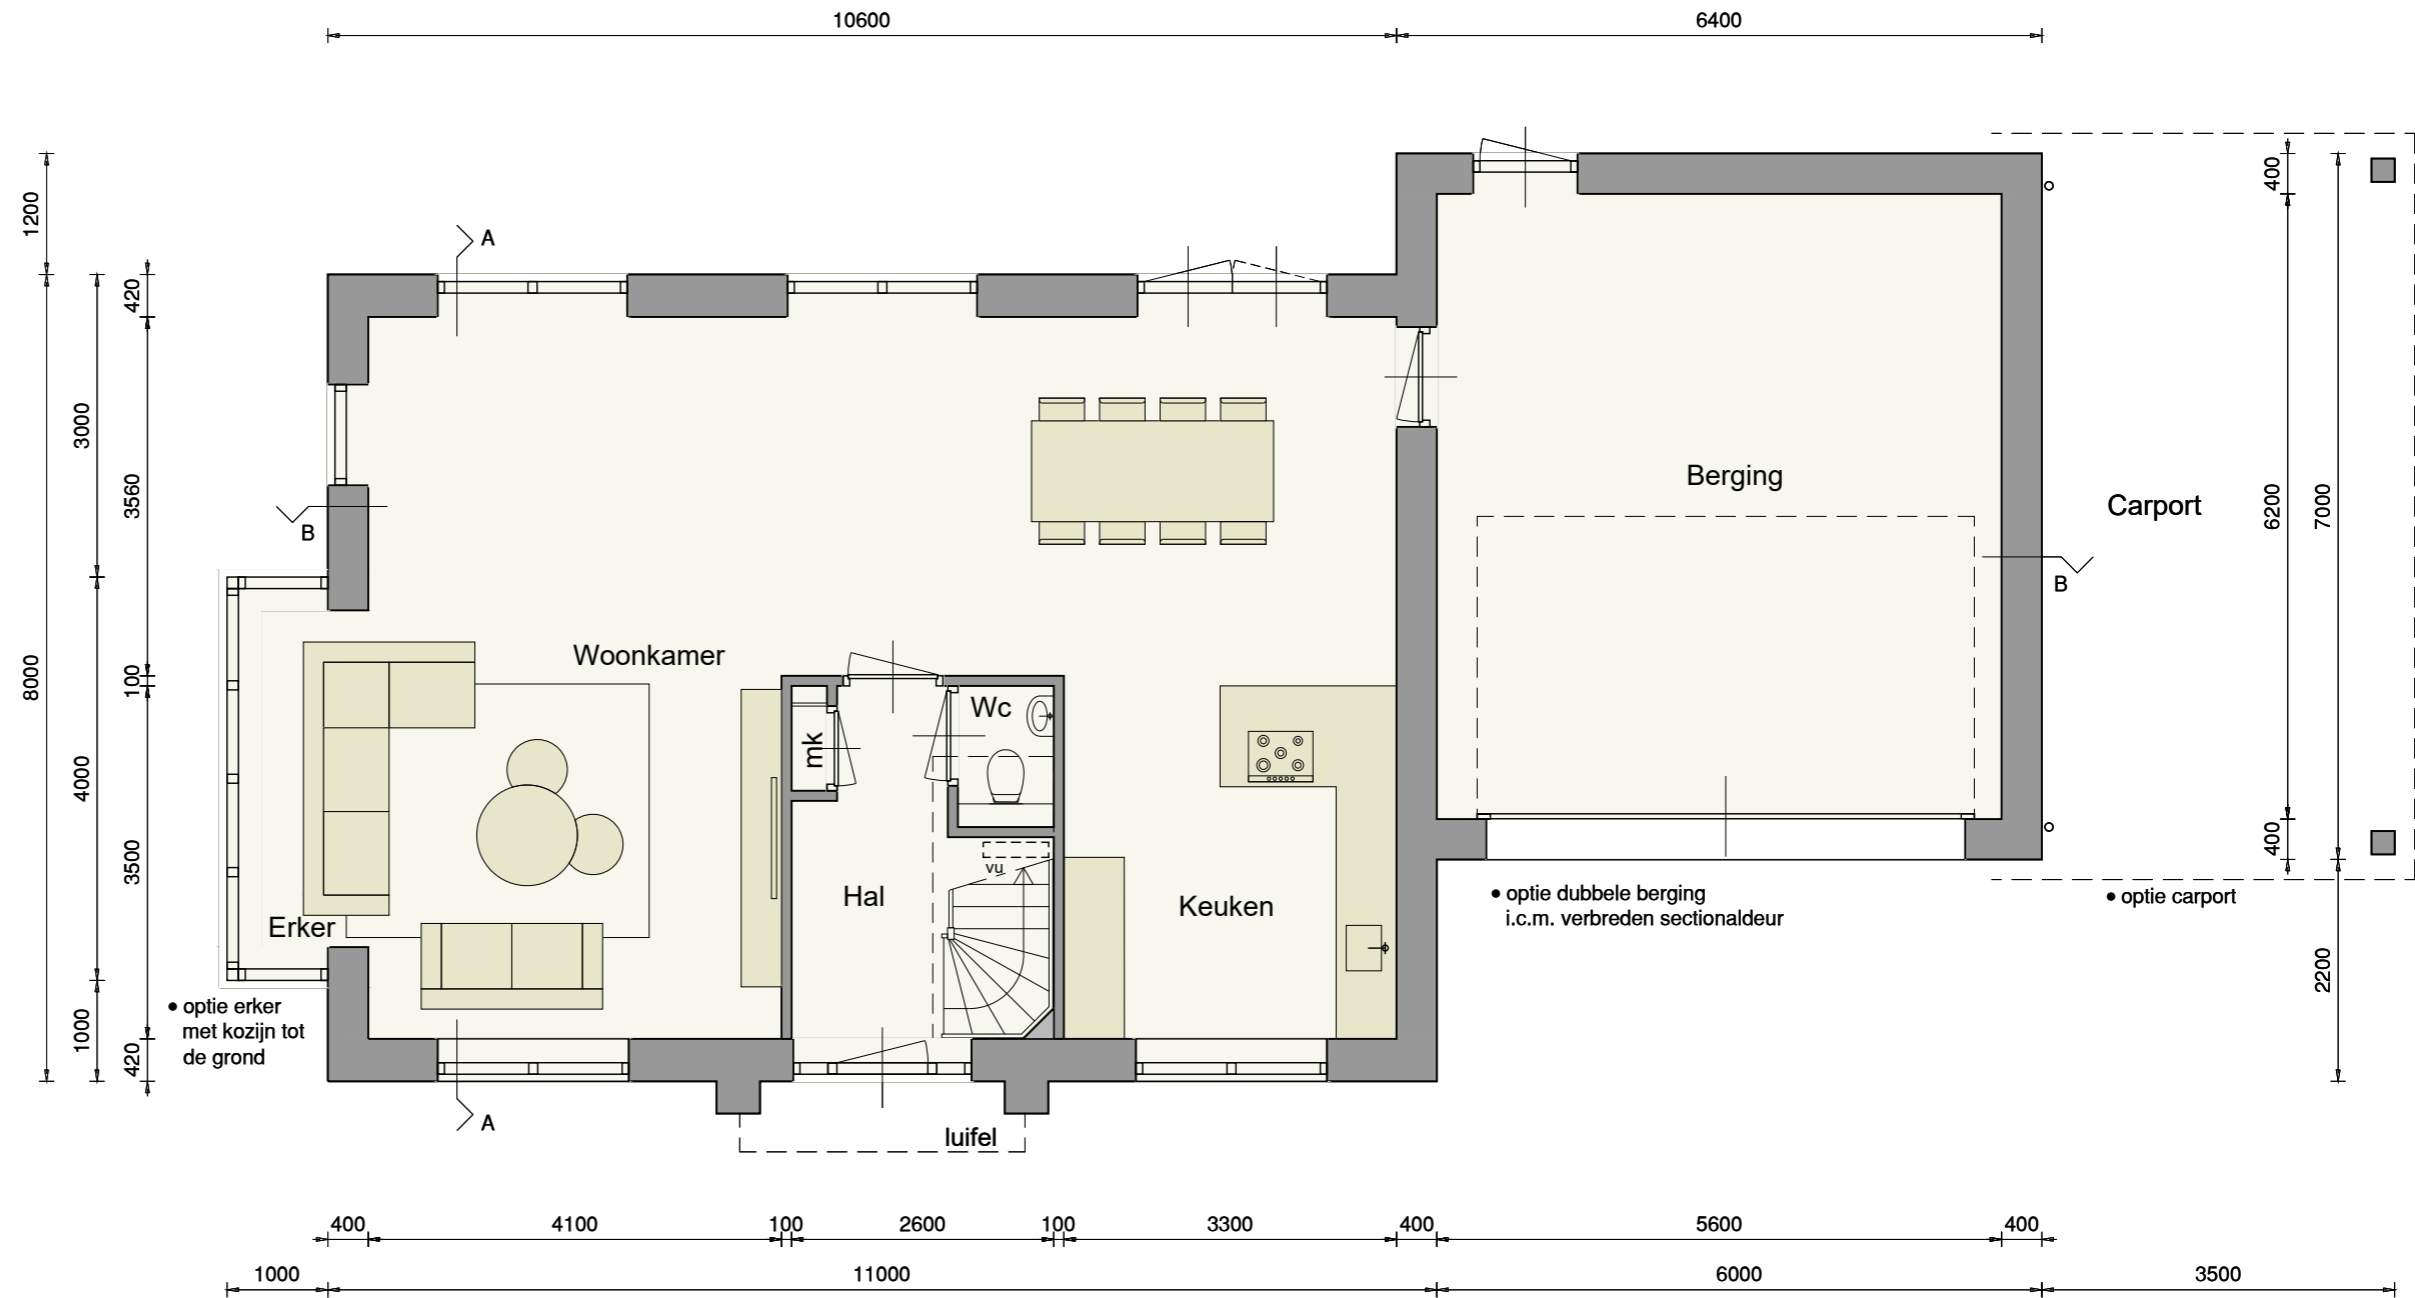 10600
6400
1200
420
A
400
3000
3560
B
Berging
Carport
6200
7000
B
8000
100
Woonkamer
Wc
mk
4000
3500
vu
Hal
Keuken
Erker
400
• optie dubbele berging
i.c.m. verbreden sectionaldeur
• optie carport
2200
• optie erker
met kozijn tot
de grond
1000
420
A
luifel
400
4100
100
2600
100
3300
400
5600
400
1000
11000
6000
3500